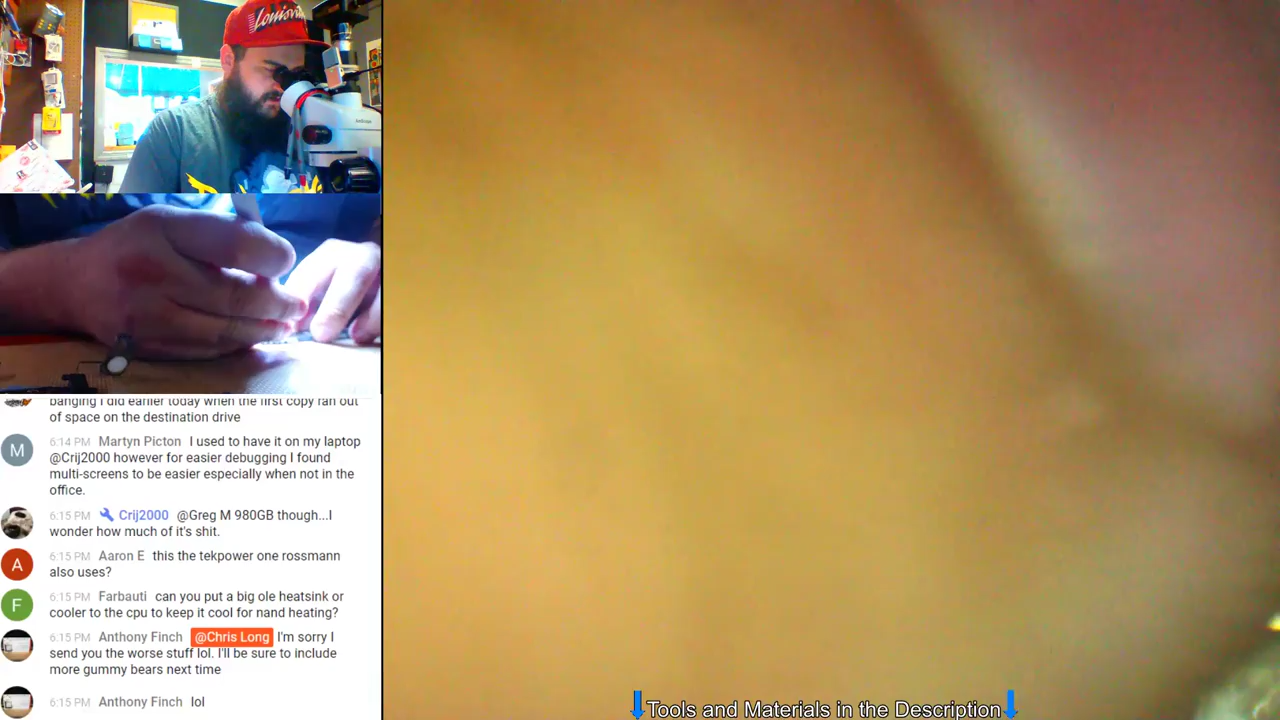 Louisville
banging I did earlier today when the first copy ran out
of space on the destination drive
M
6:14 PM Martyn Picton I used to have it on my laptop
@Crij2000 however for easier debugging I found
multi-screens to be easier especially when not in the
office.
6:15 PM Crij2000 @Greg M 980GB though...I
wonder how much of it's shit.
A
6:15 PM Aaron E this the tekpower one rossmann
also uses?
F
6:15 PM Farbauti can you put a big ole heatsink or
cooler to the cpu to keep it cool for nand heating?
6:15 PM Anthony Finch @Chris Long I'm sorry I
send you the worse stuff lol. I'll be sure to include
more gummy bears next time
6:15 PM Anthony Finch lol
Tools and Materials in the Description